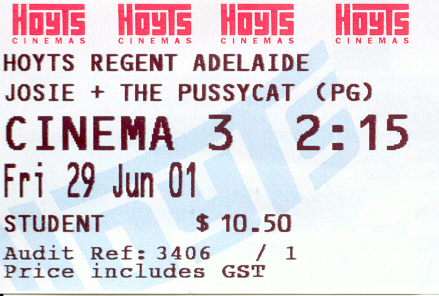 HOYTS HOYTS HOYTS HOYTS
CINEMAS CINEMAS CINEMAS CINEMAS
HOYTS REGENT ADELAIDE
JOSIE + THE PUSSYCAT (PG)
CINEMA 3 2:15
Fri 29 Jun 01
STUDENT $10.50
Audit Ref: 3406 / 1
Price includes GST
HOYTS